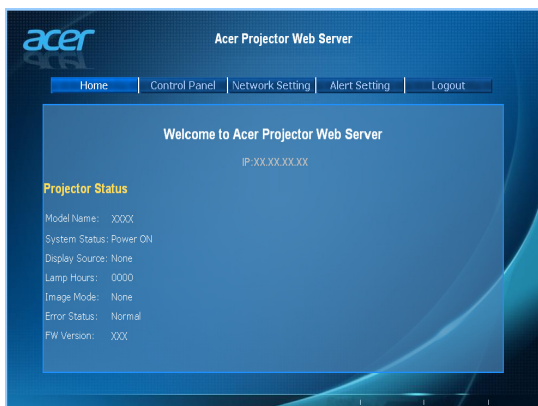 acer
Acer Projector Web Server
Home Control Panel Network Setting Alert Setting Logout
Welcome to Acer Projector Web Server
IP:XX.XX.XX.XX
Projector Status
Model Name: XXXX
System Status: Power ON
Display Source: None
Lamp Hours: 0000
Image Mode: None
Error Status: Normal
FW Version: XXX